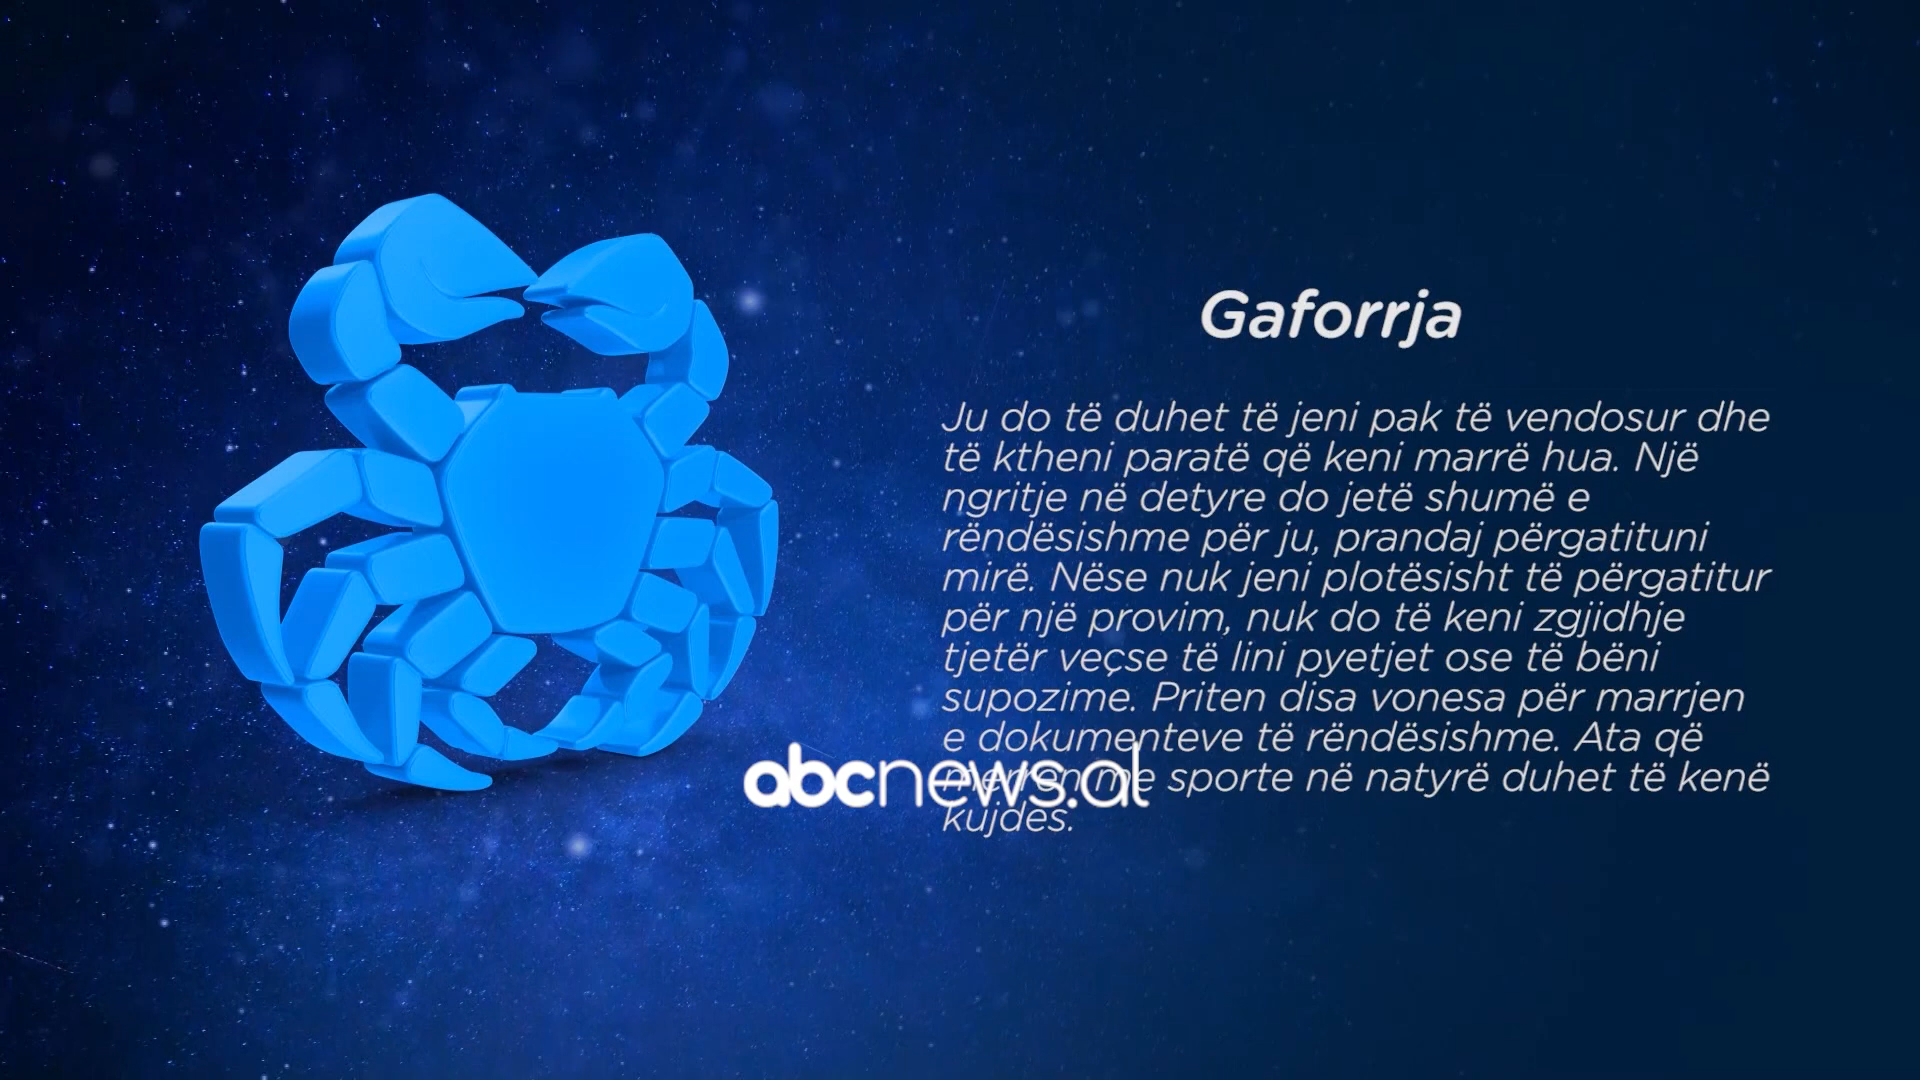 Gaforrja
Ju do të duhet të jeni pak të vendosur dhe
të ktheni paratë që keni marrë hua. Një
ngritje në detyre do jetë shumë e
rëndësishme për ju, prandaj përgatituni
mirë. Nëse nuk jeni plotësisht të përgatitur
për një provim, nuk do të keni zgjidhje
tjetër veçse të lini pyetjet ose të bëni
supozime. Priten disa vonesa për marrjen
e dokumenteve të rëndësishme. Ata që
merren me sporte në natyrë duhet të kenë
kujdes.
abcnews.al